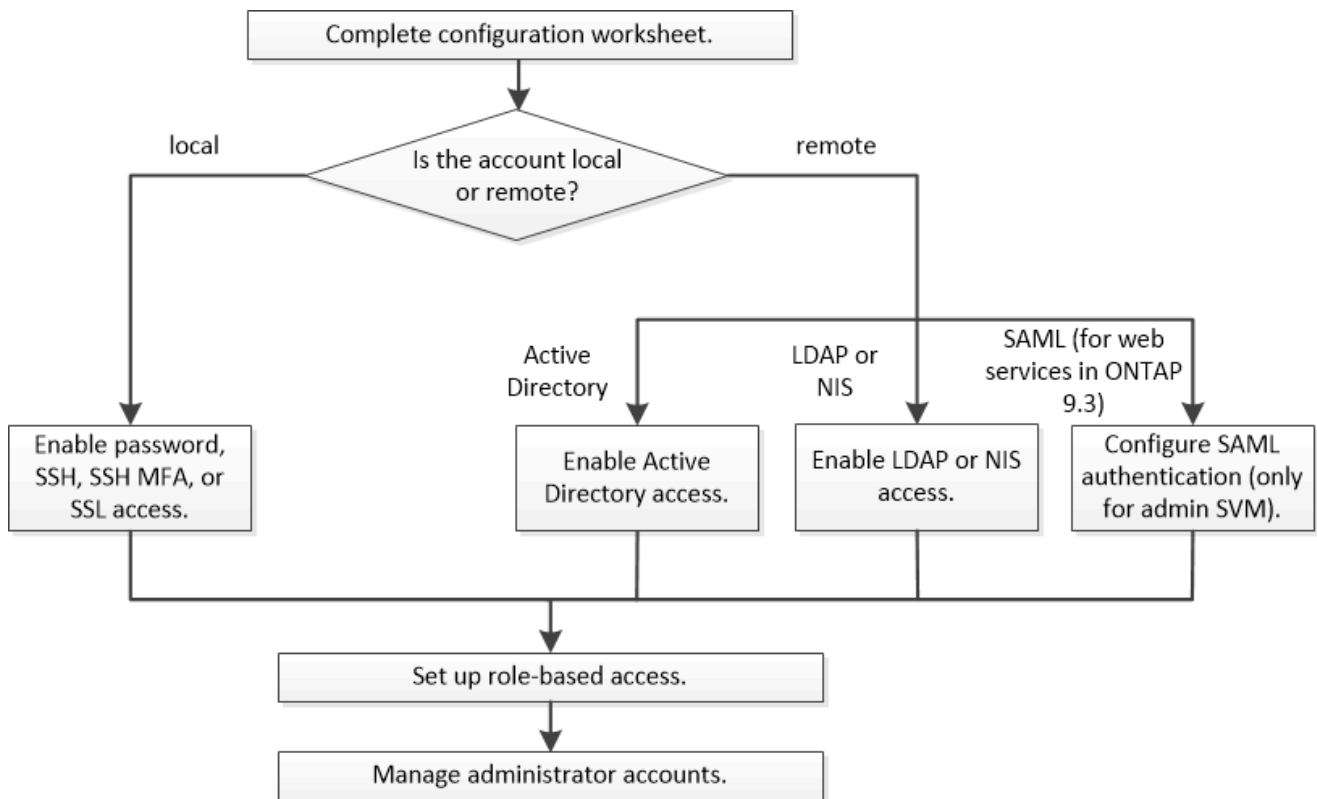 Complete configuration worksheet.
local
Is the account local
or remote?
remote
Active
Directory
LDAP or
NIS
SAML (for web
services in ONTAP
9.3)
Enable password,
SSH, SSH MFA, or
SSL access.
Enable Active
Directory access.
Enable LDAP or NIS
access.
Configure SAML
authentication (only
for admin SVM).
Set up role-based access.
Manage administrator accounts.